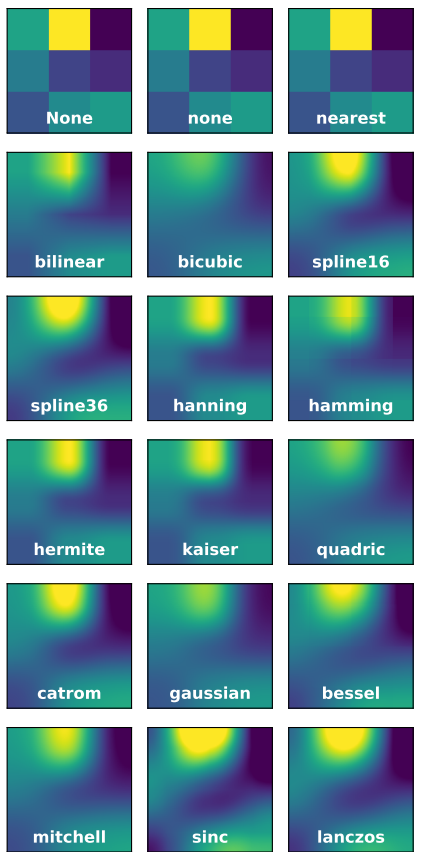 None
none
nearest
bilinear
bicubic
spline16
spline36
hanning
hamming
hermite
kaiser
quadric
catrom
gaussian
bessel
mitchell
sinc
lanczos